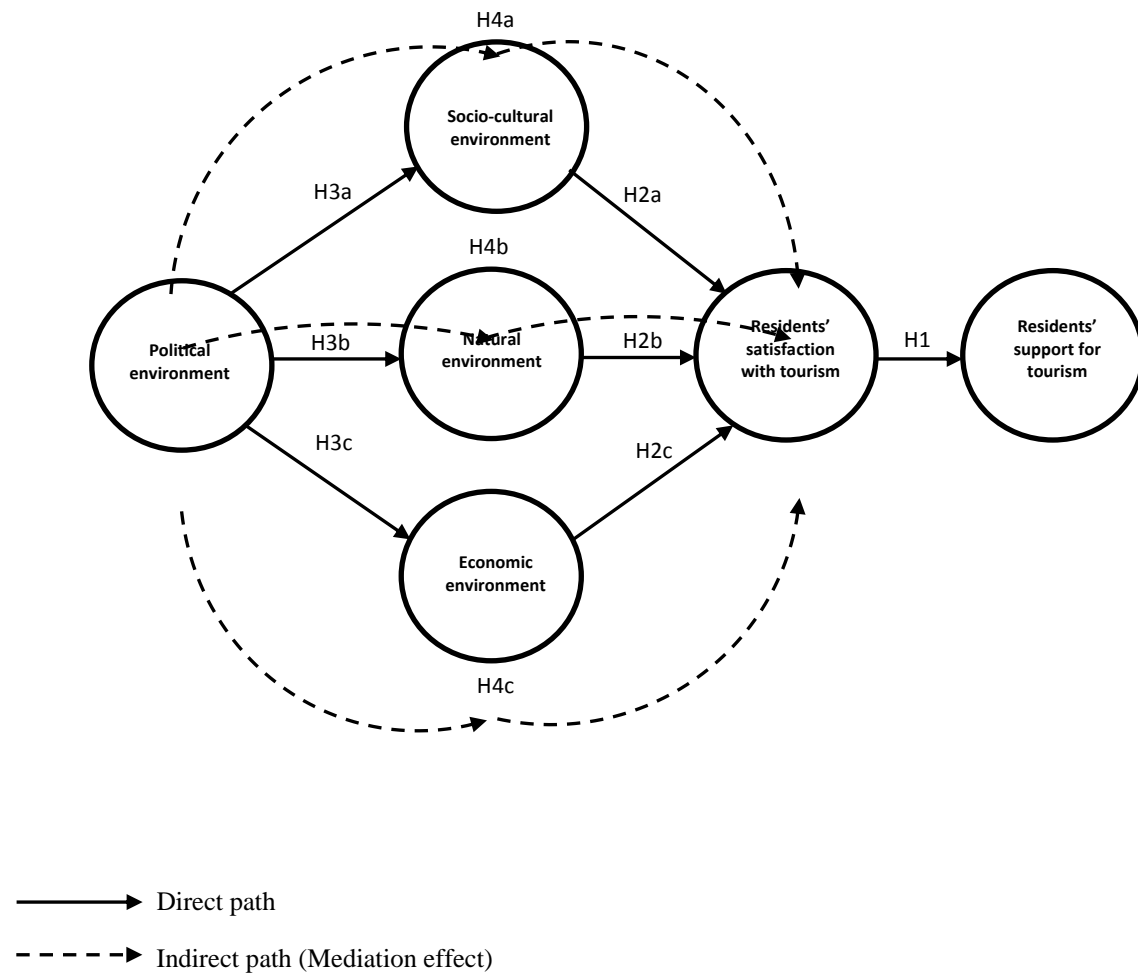 H4a
Socio-cultural
environment
H3a
H2a
H4b
Political
environment
H3b
Natural
environment
H2b
Residents’
satisfaction
with tourism
H1
Residents’
support for
tourism
H3c
H2c
Economic
environment
H4c
Direct path
Indirect path (Mediation effect)